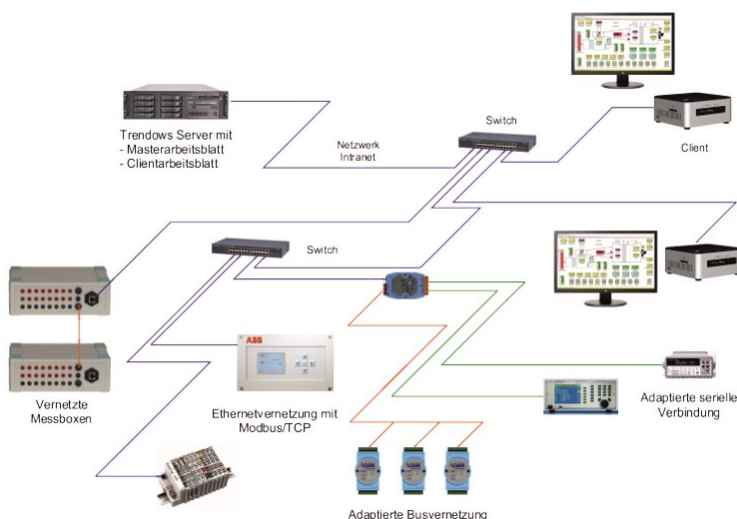 Trendows Server mit
- Masterarbeitsblatt
- Clientarbeitsblatt
Netzwerk
Intranet
Switch
Client
Switch
ABB
Vernetzte
Messboxen
Ethernetvernetzung mit
Modbus/TCP
Adaptierte serielle
Verbindung
Adaptierte Busvernetzung